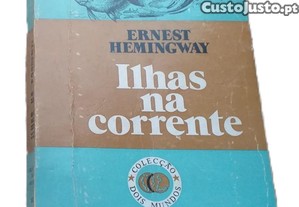 CustoJusto.pt
ERNEST
HEMINGWAY
Ilhas
na
corrente
COLECÇÃO
DOIS MUNDOS